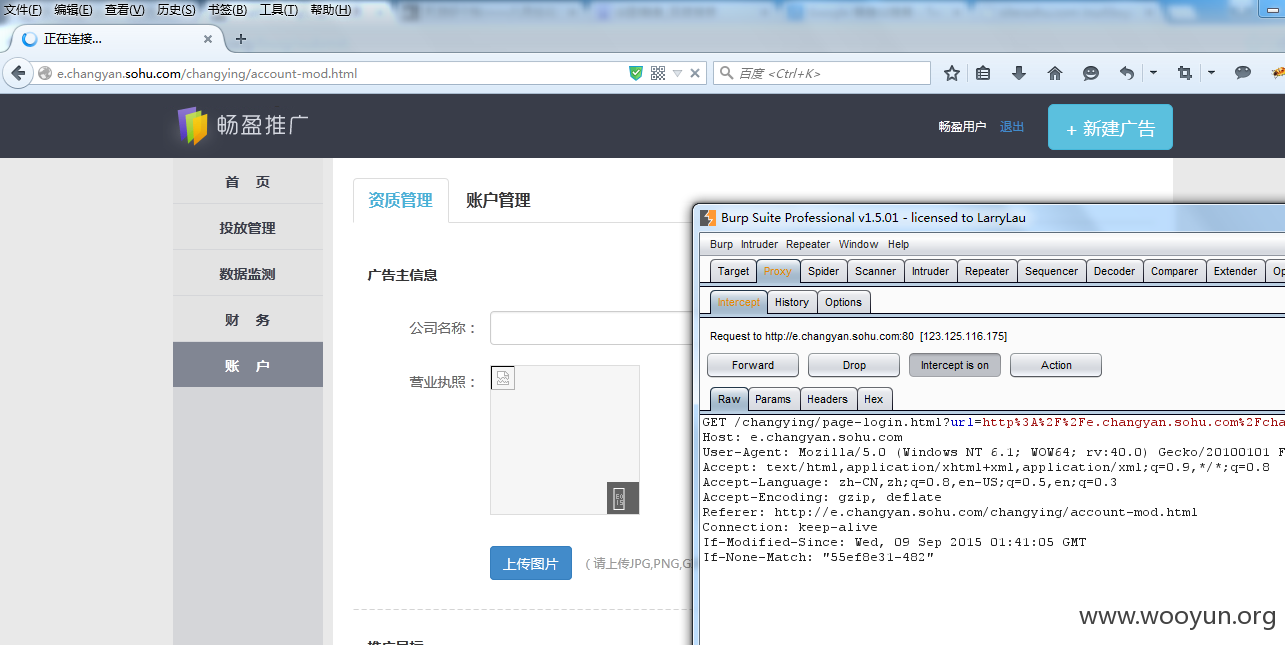 文件(F) 编辑(E) 查看(V) 历史(S) 书签(B) 工具(T) 帮助(H)
正在连接...
e.changyan.sohu.com/changying/account-mod.html
百度 <Ctrl+K>
畅盈推广
畅盈用户 退出
+ 新建广告
首 页
投放管理
数据监测
财 务
账 户
资质管理 账户管理
广告主信息
公司名称：
营业执照：
上传图片 ( 请上传JPG,PNG,G
Burp Suite Professional v1.5.01 - licensed to LarryLau
Burp Intruder Repeater Window Help
Target Proxy Spider Scanner Intruder Repeater Sequencer Decoder Comparer Extender Op
Intercept History Options
Request to http://e.changyan.sohu.com:80 [123.125.116.175]
Forward Drop Intercept is on Action
Raw Params Headers Hex
GET /changying/page-login.html?url=http%3A%2F%2Fe.changyan.sohu.com%2Fcha
Host: e.changyan.sohu.com
User-Agent: Mozilla/5.0 (Windows NT 6.1; WOW64; rv:40.0) Gecko/20100101 F
Accept: text/html,application/xhtml+xml,application/xml;q=0.9,*/*;q=0.8
Accept-Language: zh-CN,zh;q=0.8,en-US;q=0.5,en;q=0.3
Accept-Encoding: gzip, deflate
Referer: http://e.changyan.sohu.com/changying/account-mod.html
Connection: keep-alive
If-Modified-Since: Wed, 09 Sep 2015 01:41:05 GMT
If-None-Match: "55ef8e31-482"
www.wooyun.org